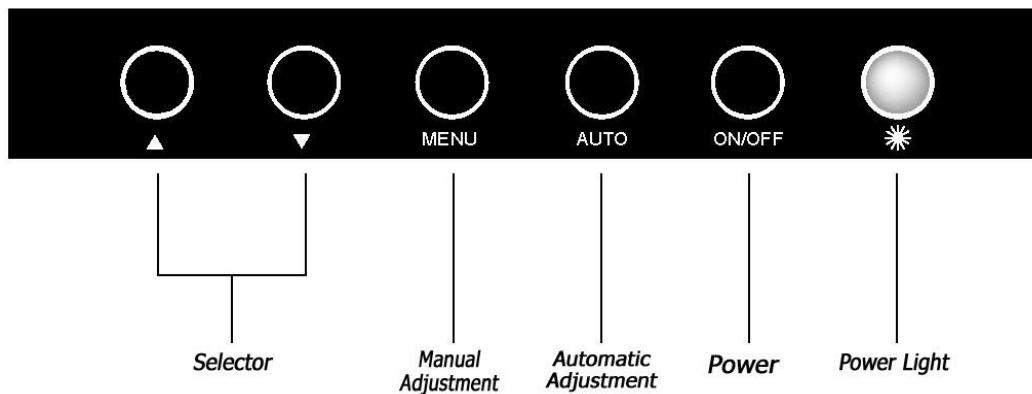 ▲ ▼ MENU AUTO ON/OFF
Selector
Manual
Adjustment
Automatic
Adjustment
Power
Power Light